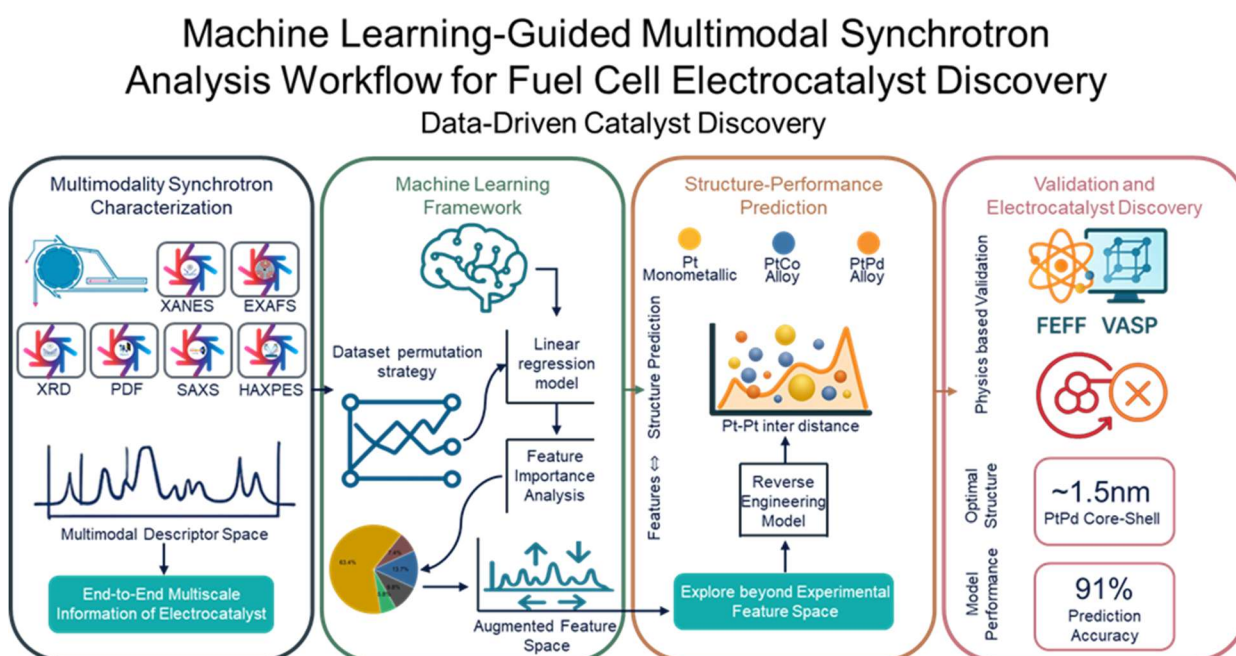 Machine Learning-Guided Multimodal Synchrotron
Analysis Workflow for Fuel Cell Electrocatalyst Discovery
Data-Driven Catalyst Discovery
Multimodality Synchrotron
Characterization
XANES
EXAFS
XRD
PDF
SAXS
HAXPES
Multimodal Descriptor Space
End-to-End Multiscale
Information of Electrocatalyst
Machine Learning
Framework
Dataset permutation
strategy
Linear
regression
model
Feature
Importance
Analysis
63.4%
7.4%
13.7%
Augmented Feature
Space
Structure-Performance
Prediction
Pt
Monometallic
PtCo
Alloy
PtPd
Alloy
Features ⇔ Structure Prediction
Pt-Pt inter distance
Reverse
Engineering
Model
Explore beyond Experimental
Feature Space
Validation and
Electrocatalyst Discovery
Physics based Validation
FEFF
VASP
Optimal
Structure
~1.5nm
PtPd Core-Shell
Model
Performance
91%
Prediction
Accuracy